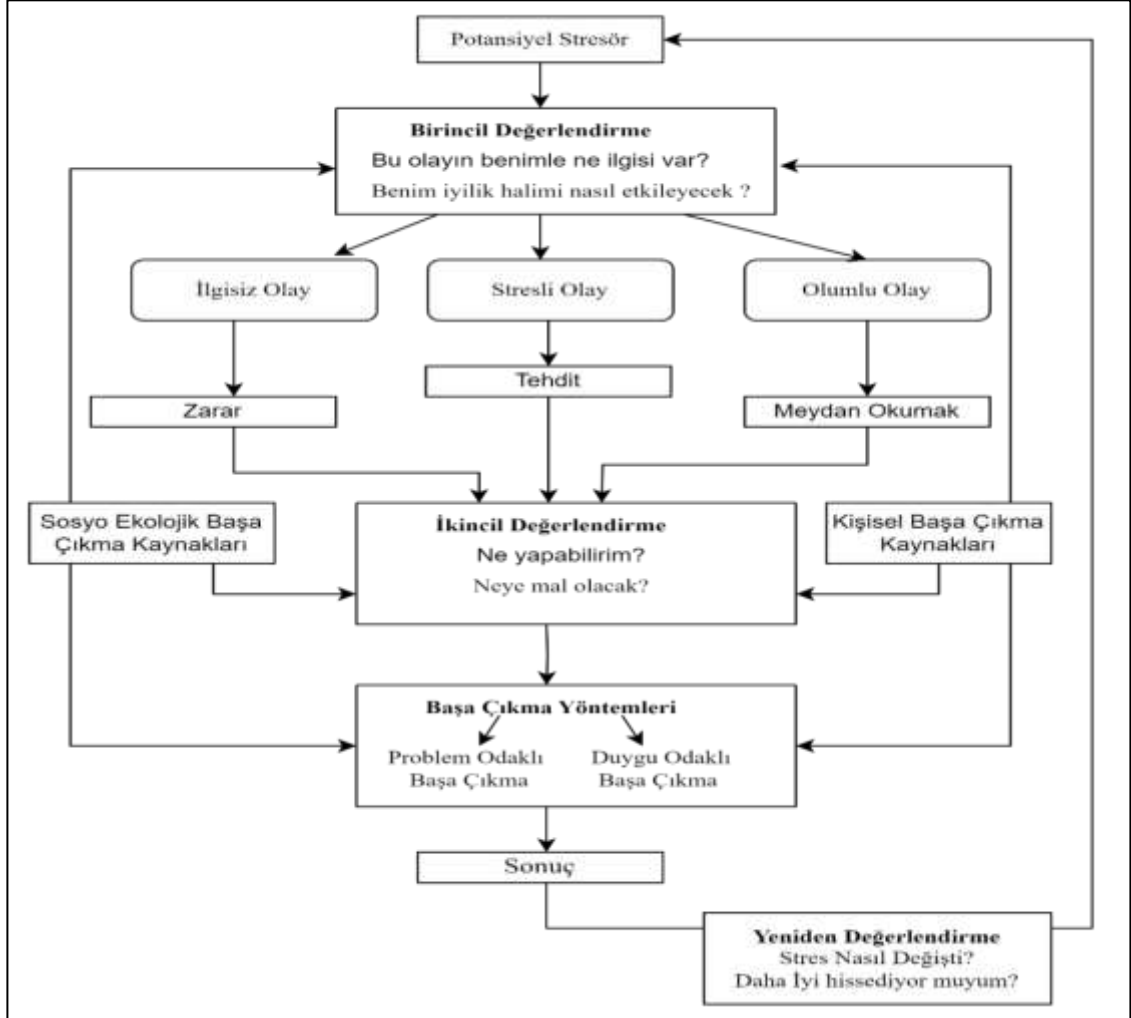 Potansiyel Stresör
Birincil Değerlendirme
Bu olayın benimle ne ilgisi var?
Benim iyilik halimi nasıl etkileyecek ?
İlgisiz Olay
Stresli Olay
Olumlu Olay
Zarar
Tehdit
Meydan Okumak
Sosyo Ekolojik Başa
Çıkma Kaynakları
İkincil Değerlendirme
Ne yapabilirim?
Neye mal olacak?
Kişisel Başa Çıkma
Kaynakları
Başa Çıkma Yöntemleri
Problem Odaklı
Başa Çıkma
Duygu Odaklı
Başa Çıkma
Sonuç
Yeniden Değerlendirme
Stres Nasıl Değişti?
Daha İyi hissediyor muyum?